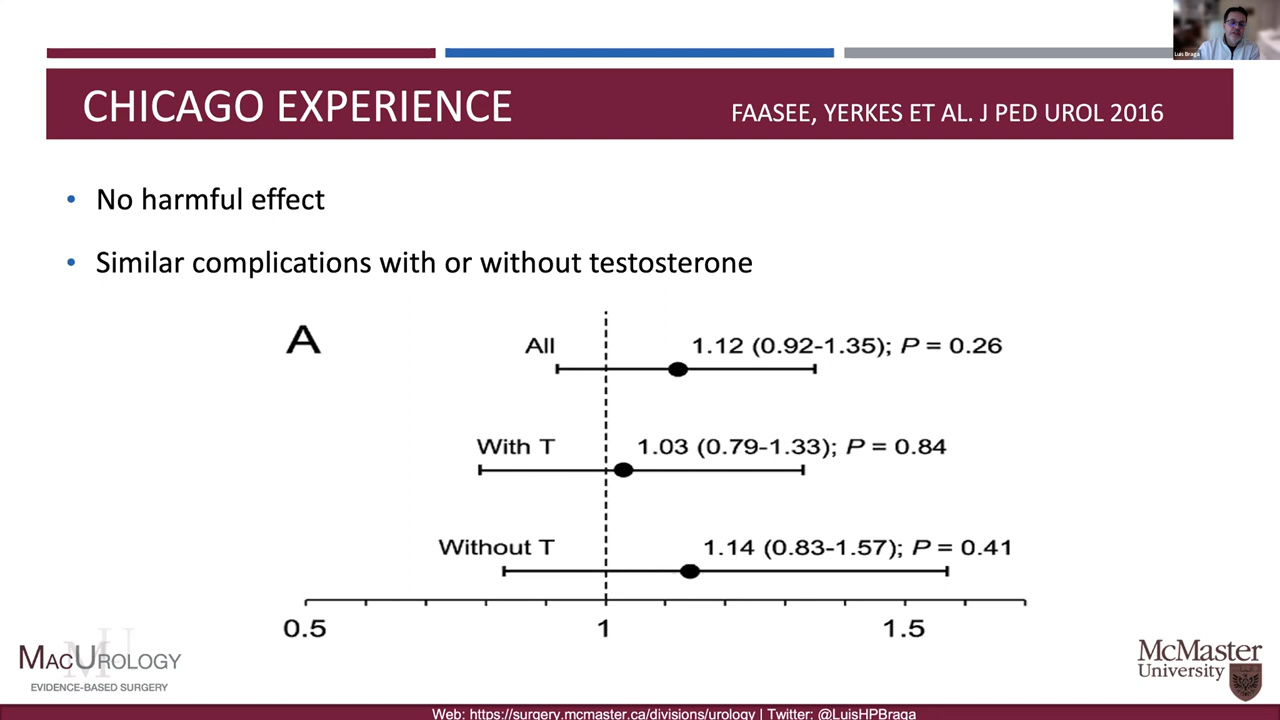 Luis Braga
CHICAGO EXPERIENCE
FAASEE, YERKES ET AL. J PED UROL 2016
• No harmful effect
• Similar complications with or without testosterone
A
All
1.12 (0.92-1.35); P = 0.26
With T
1.03 (0.79-1.33); P = 0.84
Without T
1.14 (0.83-1.57); P = 0.41
0.5 1 1.5
MU
MACUROLOGY
EVIDENCE-BASED SURGERY
McMaster
University
Web: https://surgery.mcmaster.ca/divisions/urology | Twitter: @LuisHPBraga